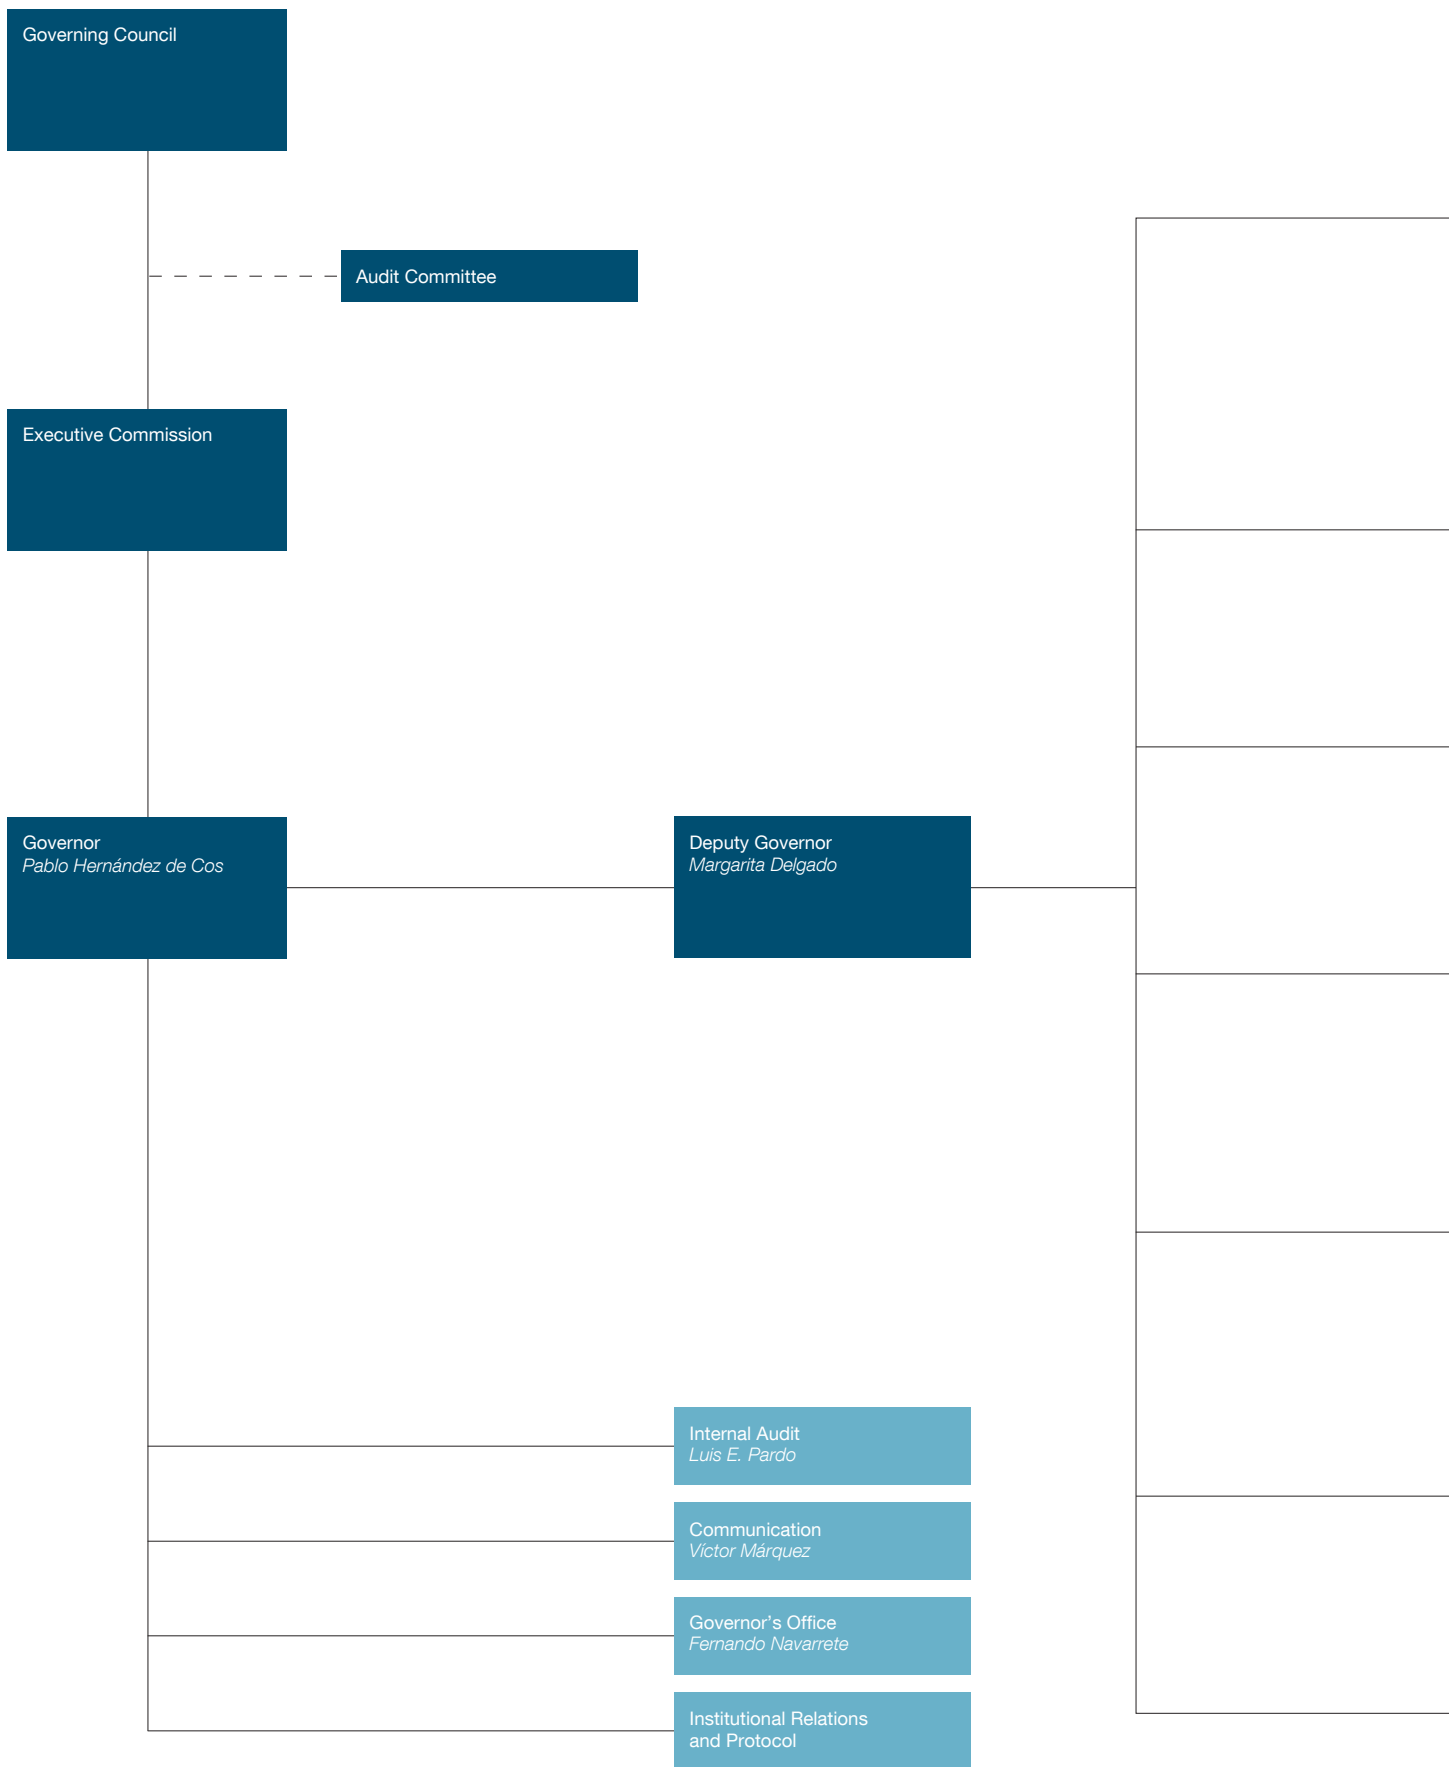 Governing Council
Audit Committee
Executive Commission
Governor
Pablo Hernández de Cos
Deputy Governor
Margarita Delgado
Internal Audit
Luis E. Pardo
Communication
Víctor Márquez
Governor’s Office
Fernando Navarrete
Institutional Relations
and Protocol